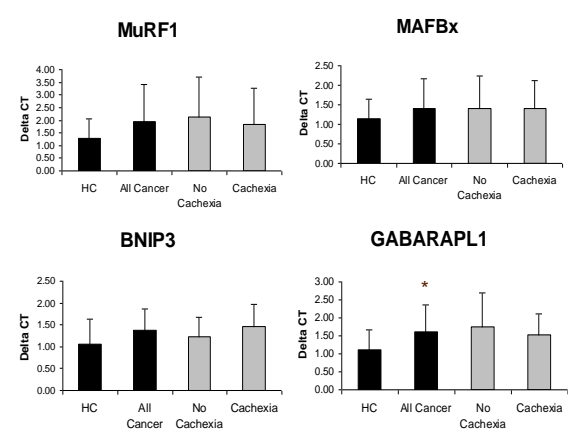 MuRF1
Delta CT
4.00
3.50
3.00
2.50
2.00
1.50
1.00
0.50
0.00
HC
All Cancer
No
Cachexia
Cachexia
MAFBx
Delta CT
2.50
2.00
1.50
1.00
0.50
0.00
HC
All Cancer
No
Cachexia
Cachexia
BNIP3
Delta CT
2.50
2.00
1.50
1.00
0.50
0.00
HC
All
Cancer
No
Cachexia
Cachexia
GABARAPL1
Delta CT
3.00
2.50
2.00
1.50
1.00
0.50
0.00
*
HC
All Cancer
No
Cachexia
Cachexia